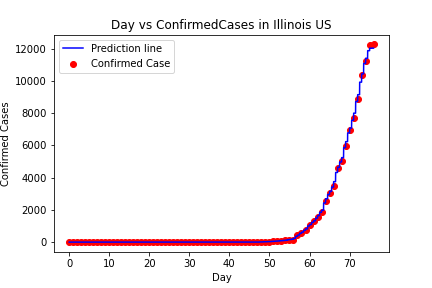 Day vs ConfirmedCases in Illinois US
Prediction line
Confirmed Case
Confirmed Cases
12000
10000
8000
6000
4000
2000
0
0 10 20 30 40 50 60 70
Day